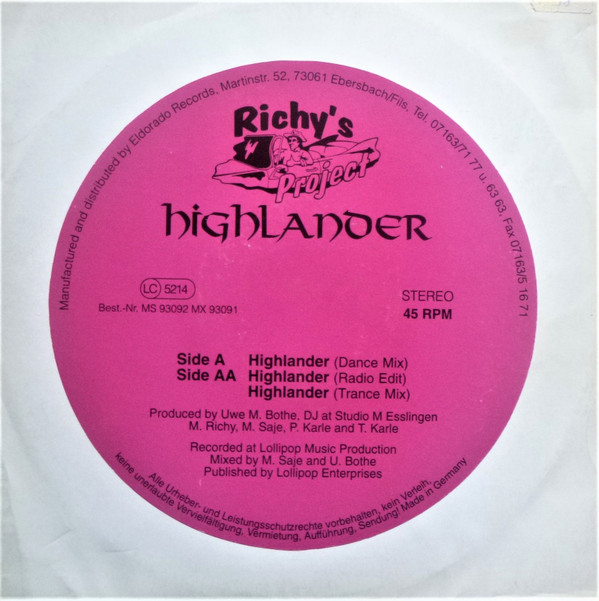 Manufactured and distributed by Eldorado Records, Martinstr. 52, 73061 Ebersbach/Fils, Tel. 07163/71 77 u. 63 63, Fax 07163/5 16 71
Richy's
Project
HIGHLANDER
LC 5214
Best.-Nr. MS 93092 MX 93091
STEREO
45 RPM
Side A Highlander (Dance Mix)
Side AA Highlander (Radio Edit)
Highlander (Trance Mix)
Produced by Uwe M. Bothe, DJ at Studio M Esslingen
M. Richy, M. Saje, P. Karle and T. Karle
Recorded at Lollipop Music Production
Mixed by M. Saje and U. Bothe
Published by Lollipop Enterprises
Alle Urheber- und Leistungsschutzrechte vorbehalten, kein Verleih,
keine unerlaubte Vervielfältigung, Vermietung, Aufführung, Sendung! Made in Germany